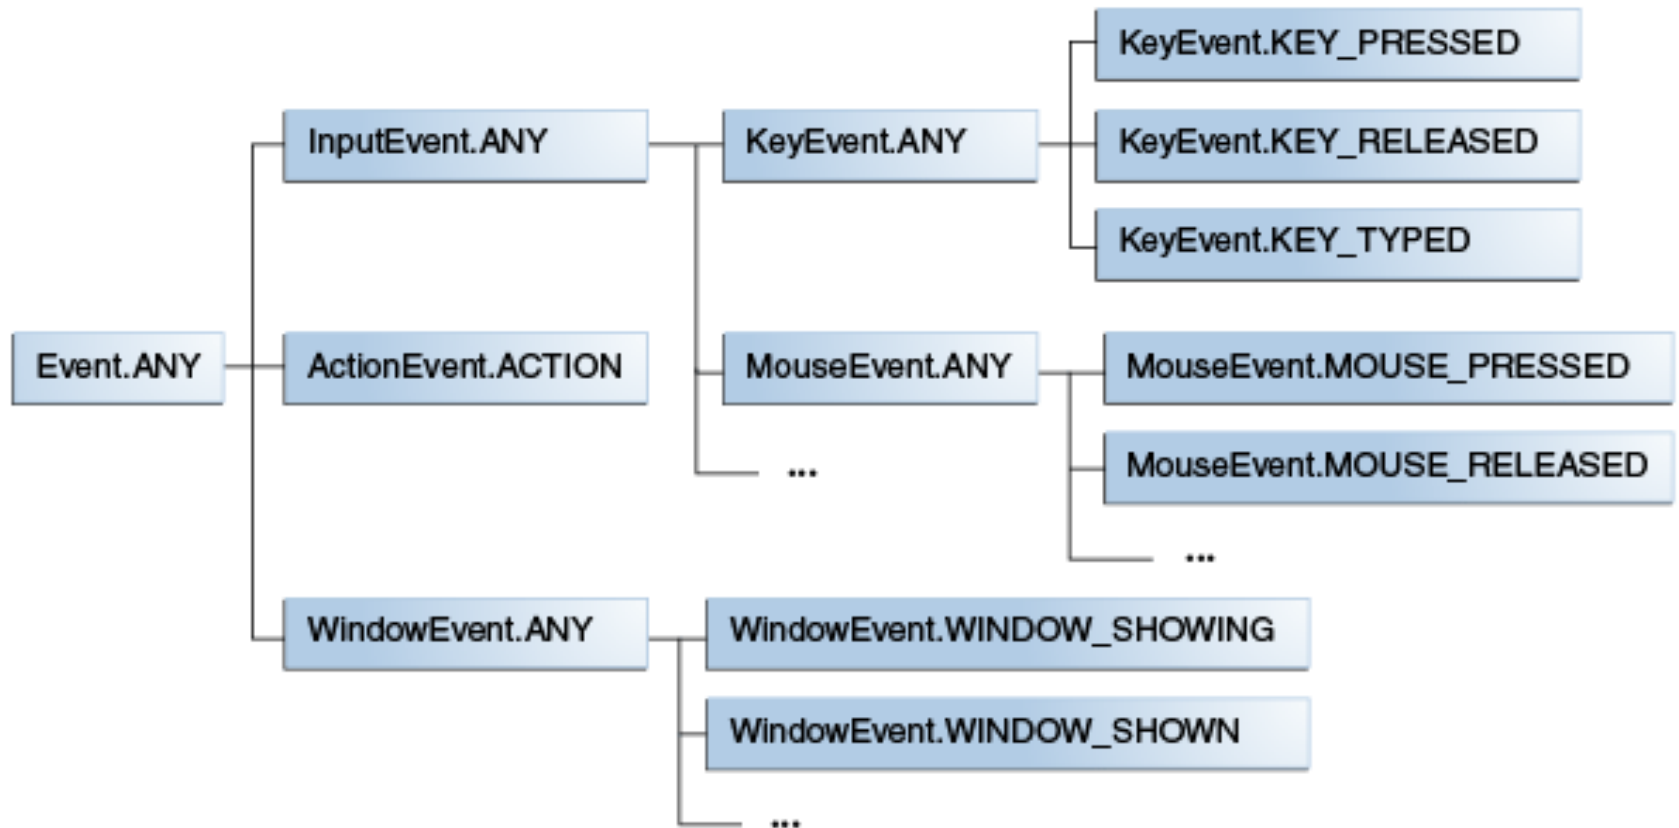 KeyEvent.KEY_PRESSED
InputEvent.ANY
KeyEvent.ANY
KeyEvent.KEY_RELEASED
KeyEvent.KEY_TYPED
Event.ANY
ActionEvent.ACTION
MouseEvent.ANY
MouseEvent.MOUSE_PRESSED
MouseEvent.MOUSE_RELEASED
...
...
WindowEvent.ANY
WindowEvent.WINDOW_SHOWING
WindowEvent.WINDOW_SHOWN
...